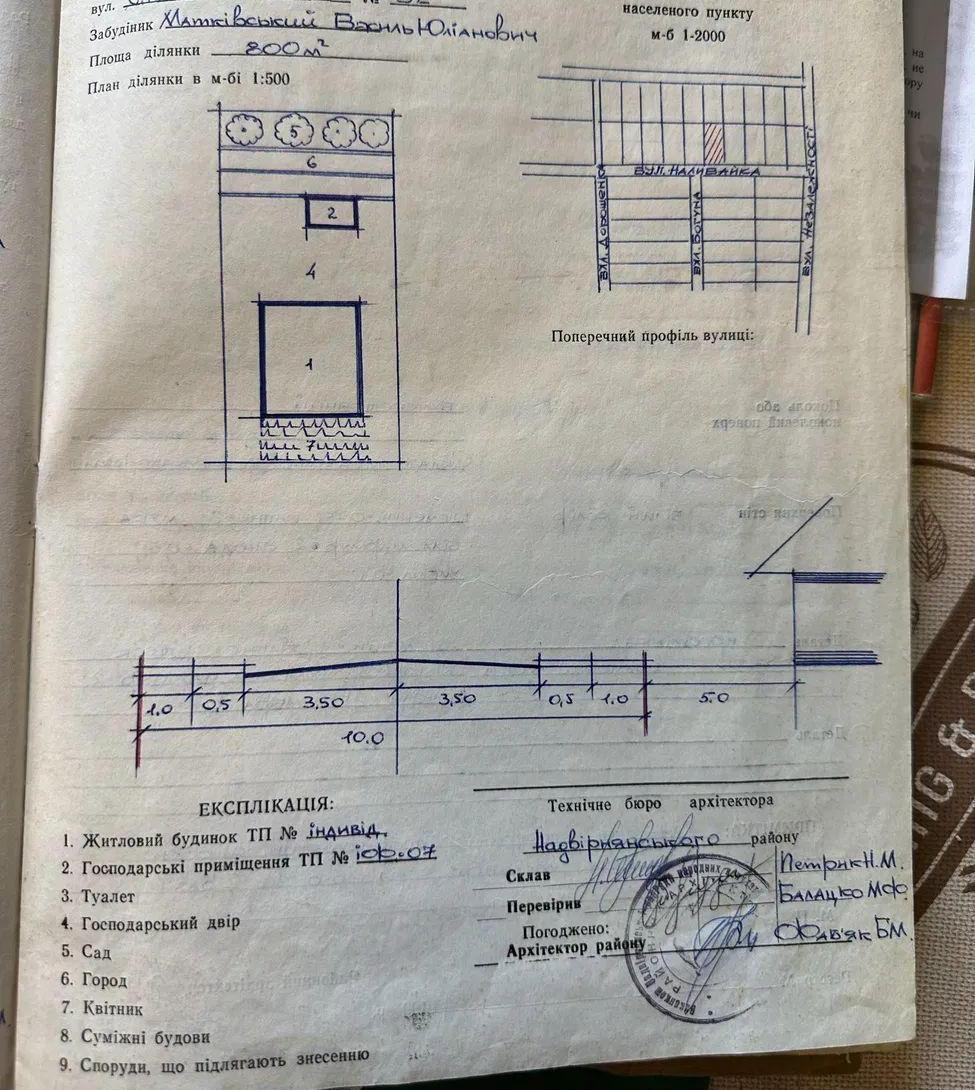 вул.
Забудівник Матківський Василь Юліанович
Площа ділянки 800 м²
План ділянки в м-бі 1:500
населеного пункту
м-б 1-2000
5
6
2
4
1
7
ВУЛ. НАЛИВАЙКА
ВУЛ. ДОРОШЕНКА
ВУЛ. БОГУНА
ВУЛ. НЕЗАЛЕЖНОСТІ
Поперечний профіль вулиці:
1.0 0,5 3,50 3,50 0,5 1.0 5.0
10.0
ЕКСПЛІКАЦІЯ:
1. Житловий будинок ТП № індивід.
2. Господарські приміщення ТП №
3. Туалет
4. Господарський двір
5. Сад
6. Город
7. Квітник
8. Суміжні будови
9. Споруди, що підлягають знесенню
Технічне бюро архітектора
Надвірнянського району
Склав Петрик Н.М.
Перевірив Балацко М.Ф.
Погоджено:
Архітектор району Б.М.